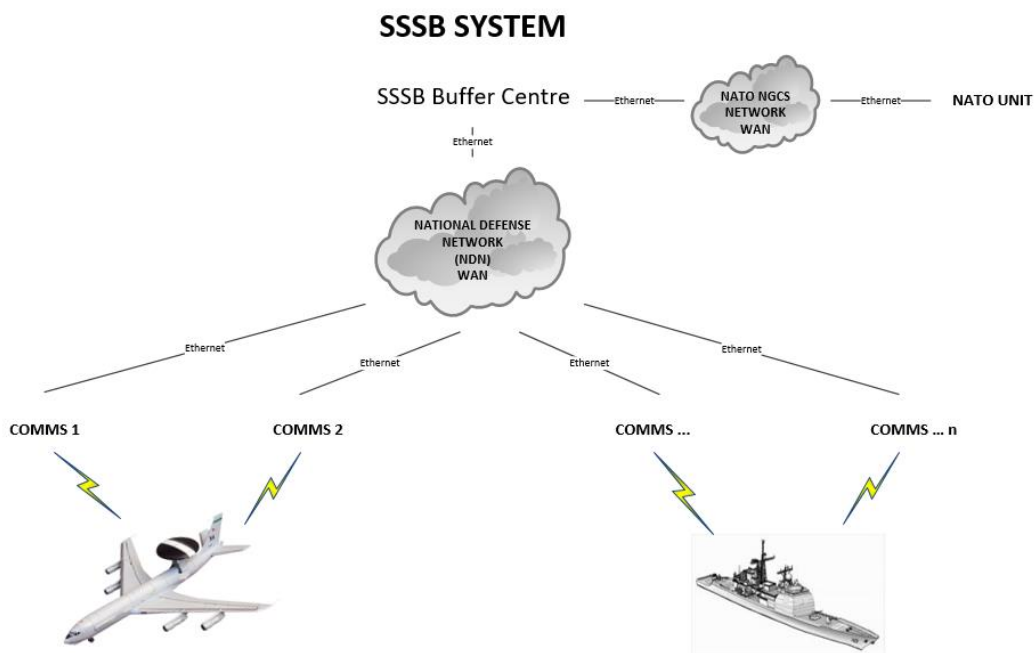 SSSB SYSTEM
SSSB Buffer Centre
Ethernet
NATO NGCS
NETWORK
WAN
Ethernet
NATO UNIT
Ethernet
NATIONAL DEFENSE
NETWORK
(NDN)
WAN
Ethernet
Ethernet
Ethernet
Ethernet
COMMS 1
COMMS 2
COMMS ...
COMMS ... n